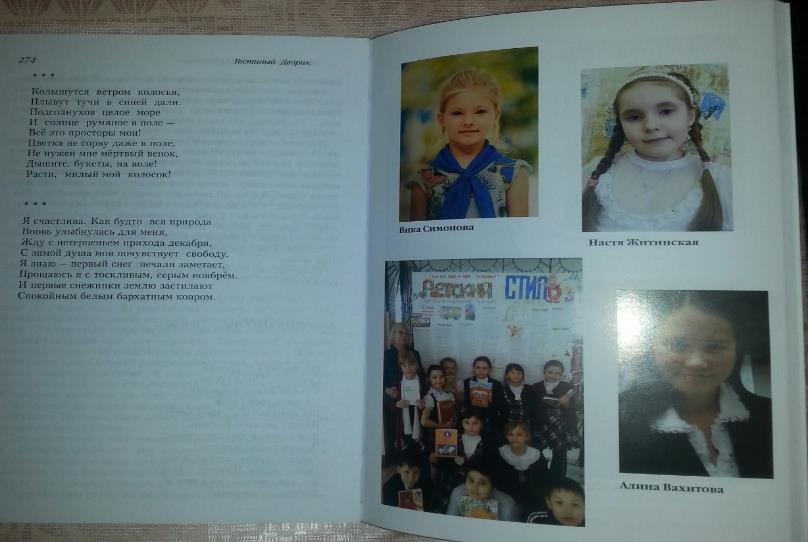 274
Гостиный Дворик
* * *
Колышутся ветром колосья,
Плывут тучи в синей дали.
Подсолнухов целое море
И солнце румяное в поле —
Всё это просторы мои!
Цветка не сорву даже в поле,
Не нужен мне мёртвый венок,
Дышите, букеты, на воле!
Расти, милый мой колосок!
* * *
Я счастлива. Как будто вся природа
Вновь улыбнулась для меня,
Жду с нетерпеньем прихода декабря,
С зимой душа моя почувствует свободу.
Я знаю — первый снег печали заметает,
Прощаюсь я с тоскливым, серым ноябрём,
И первые снежинки землю застилают
Спокойным белым бархатным ковром.
Вика Симонова
Настя Житинская
Детский СТИЛО
Алина Вахитова